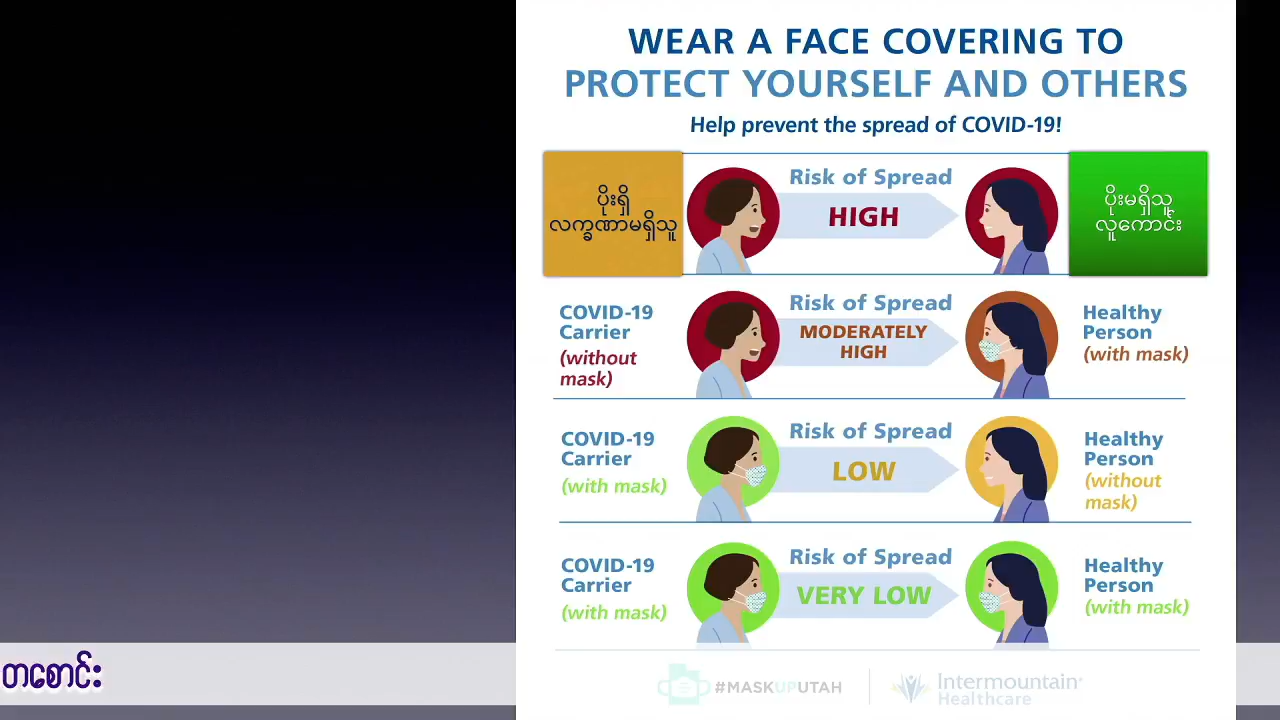 WEAR A FACE COVERING TO
PROTECT YOURSELF AND OTHERS
Help prevent the spread of COVID-19!
ပိုးရှိ
လက္ခဏာမရှိသူ
Risk of Spread
HIGH
ပိုးမရှိသူ
လူကောင်း
COVID-19
Carrier
(without
mask)
Risk of Spread
MODERATELY
HIGH
Healthy
Person
(with mask)
COVID-19
Carrier
(with mask)
Risk of Spread
LOW
Healthy
Person
(without
mask)
COVID-19
Carrier
(with mask)
Risk of Spread
VERY LOW
Healthy
Person
(with mask)
တစောင်း
#MASKUPUTAH
Intermountain®
Healthcare